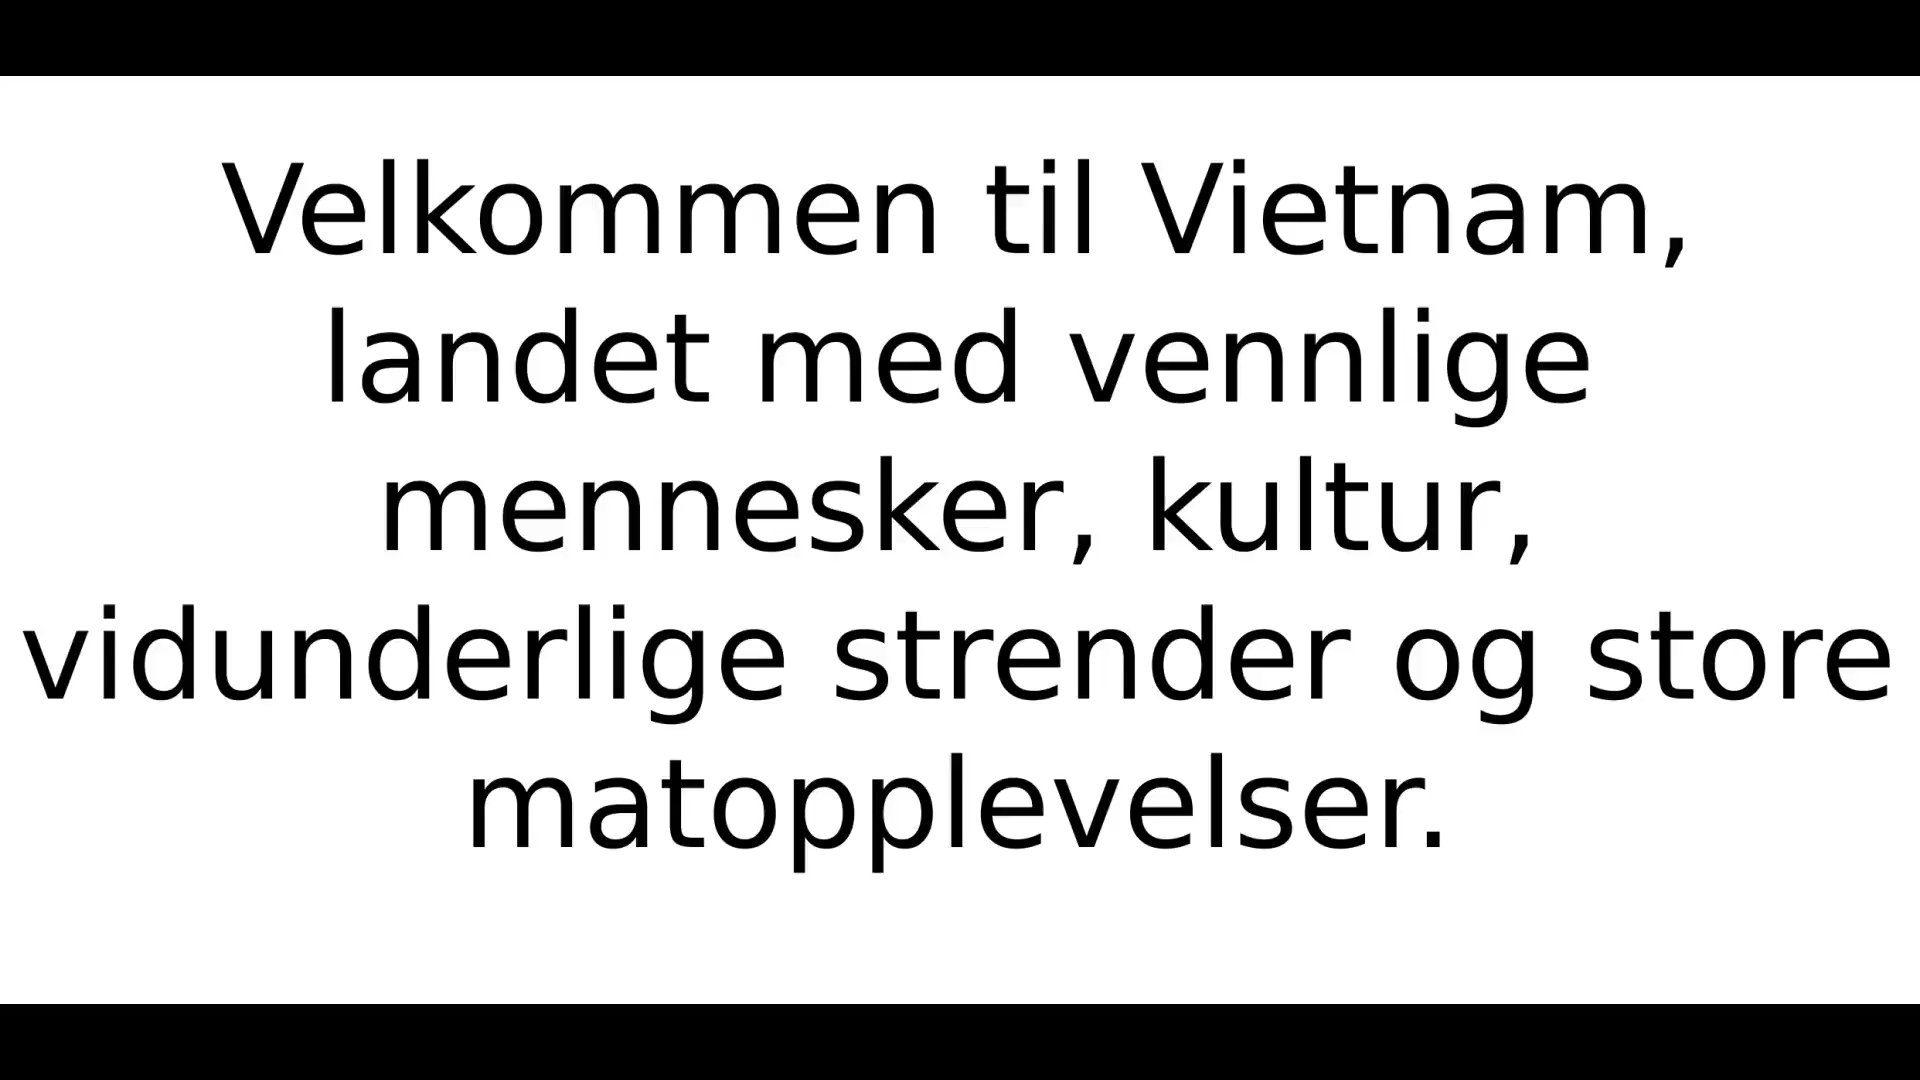 Velkommen til Vietnam,
landet med vennlige
mennesker, kultur,
vidunderlige strender og store
matopplevelser.